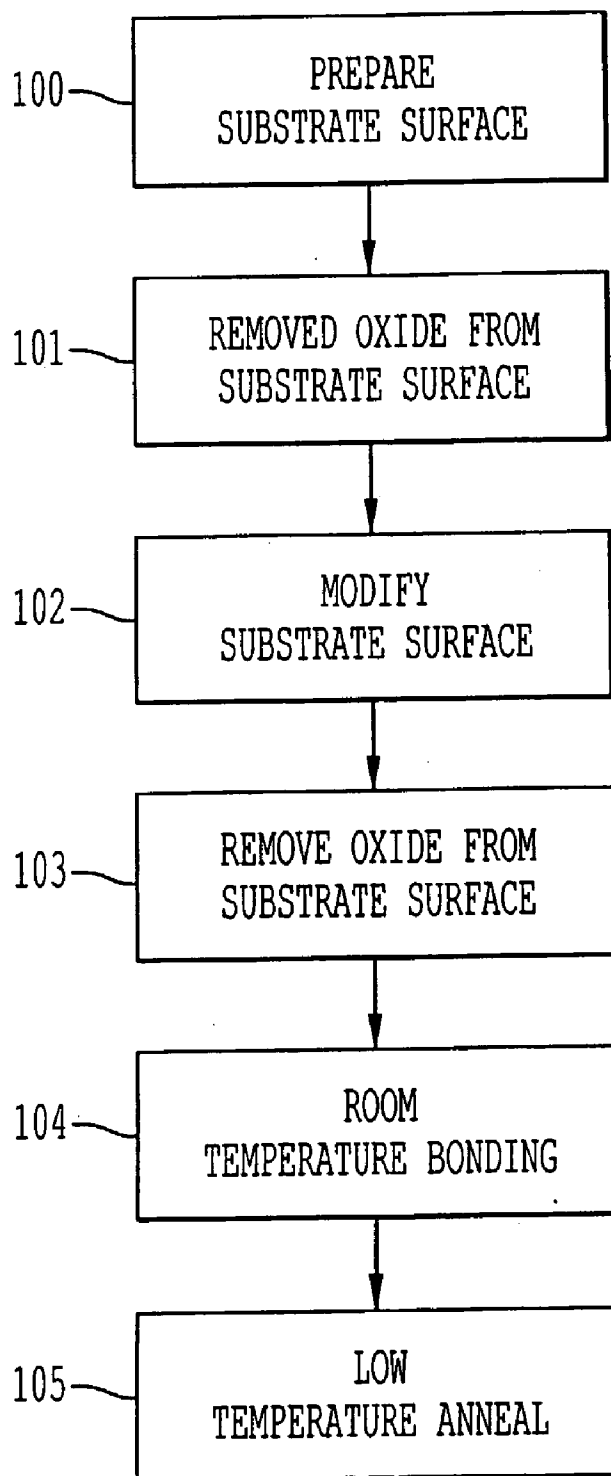 100
PREPARE
SUBSTRATE SURFACE
101
REMOVED OXIDE FROM
SUBSTRATE SURFACE
102
MODIFY
SUBSTRATE SURFACE
103
REMOVE OXIDE FROM
SUBSTRATE SURFACE
104
ROOM
TEMPERATURE BONDING
105
LOW
TEMPERATURE ANNEAL